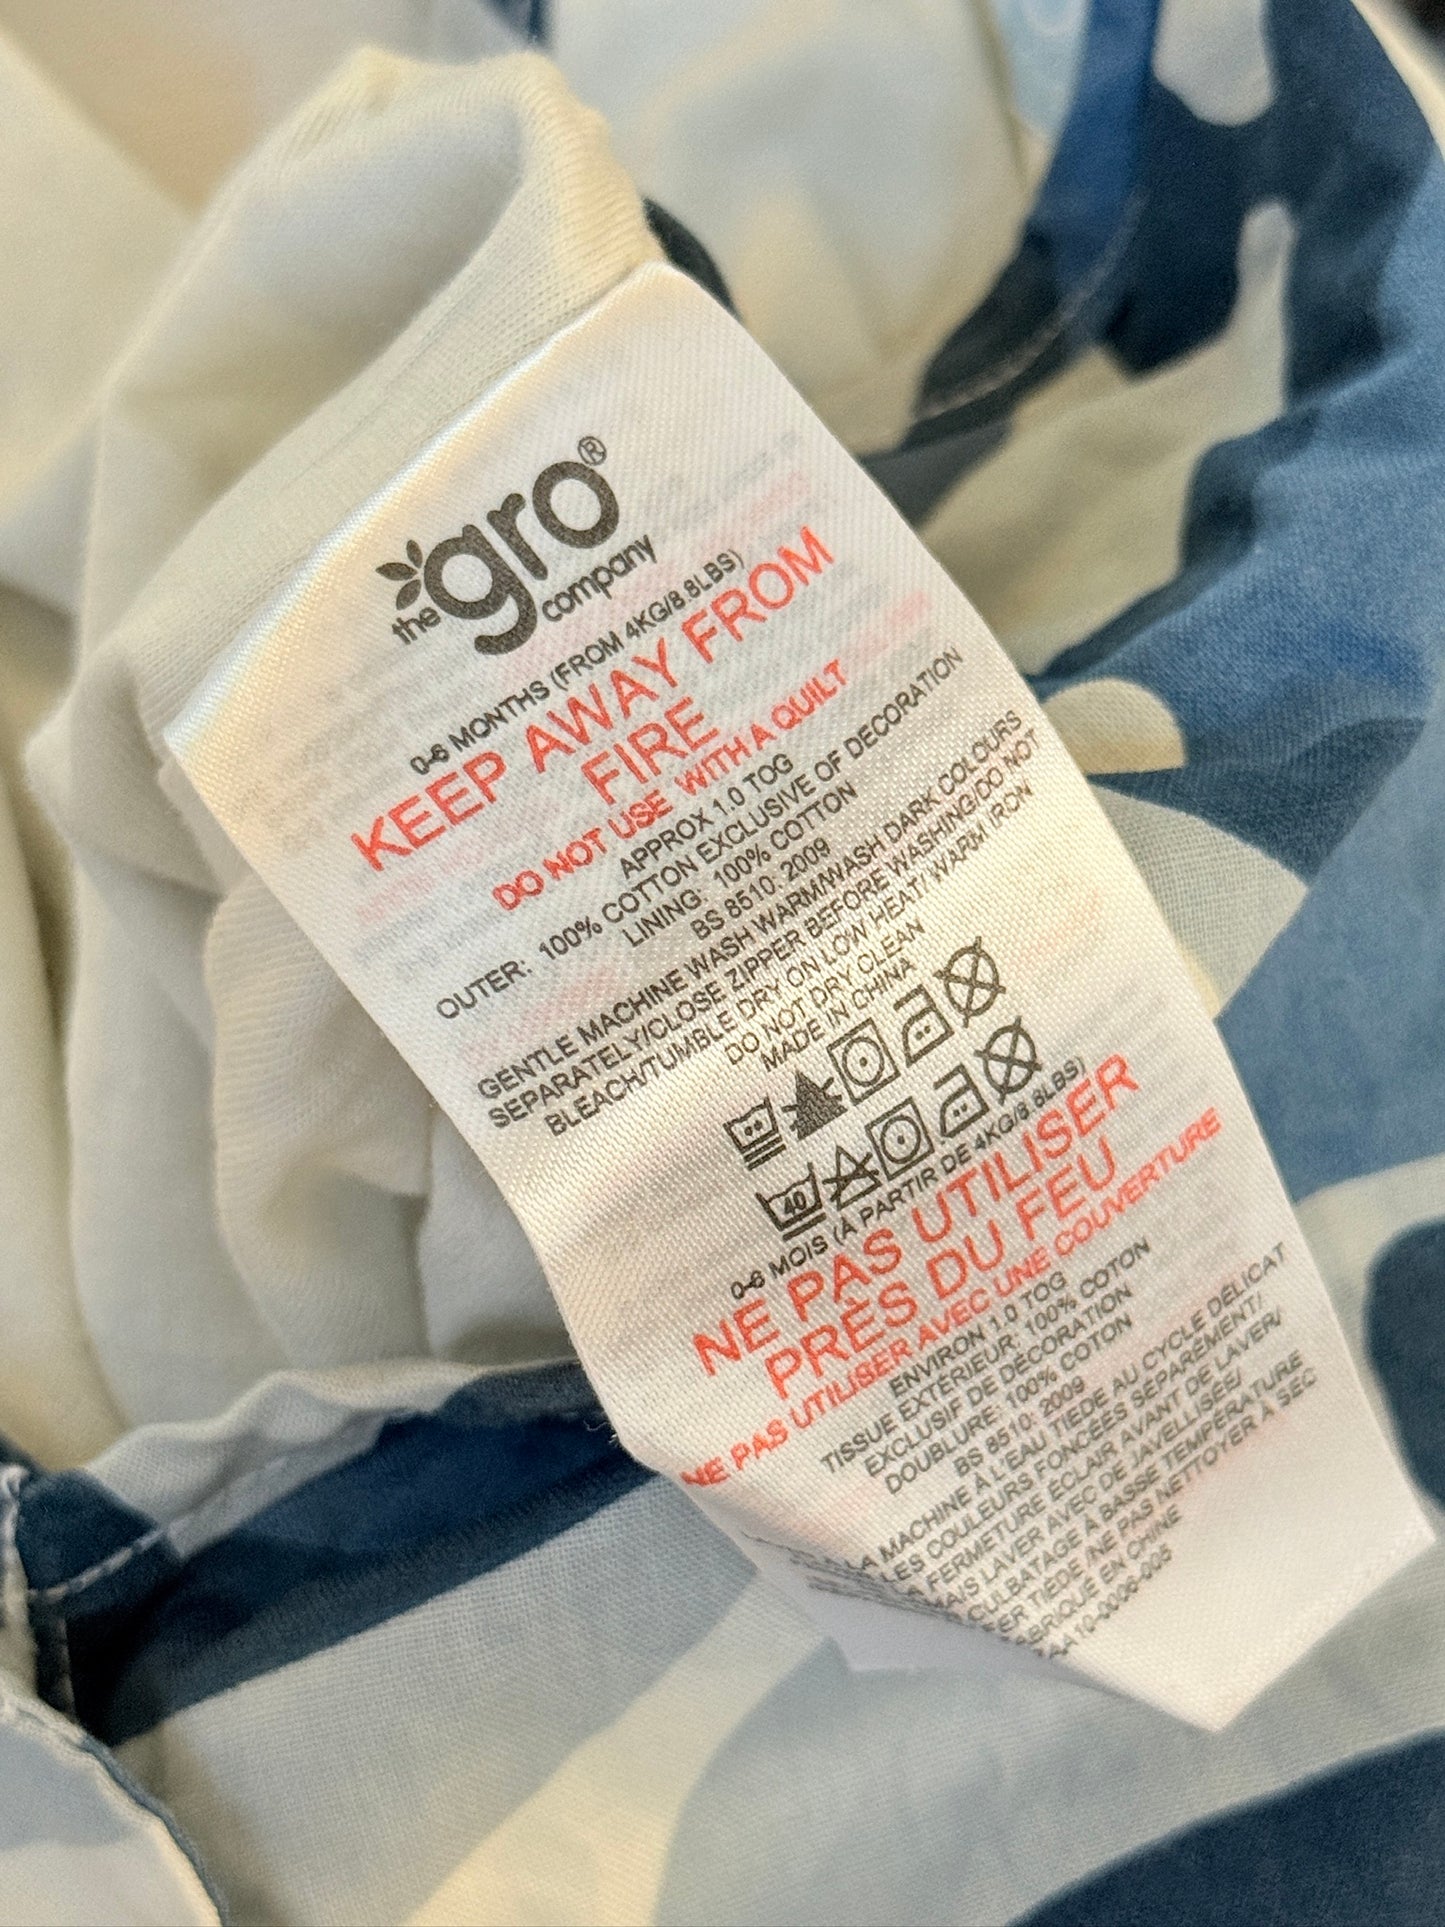 the gro company®
0-6 MONTHS (FROM 4KG/8.8LBS)
KEEP AWAY FROM
FIRE
DO NOT USE WITH A QUILT
APPROX 1.0 TOG
OUTER: 100% COTTON EXCLUSIVE OF DECORATION
LINING: 100% COTTON
BS 8510: 2009
GENTLE MACHINE WASH WARM/WASH DARK COLOURS
SEPARATELY/CLOSE ZIPPER BEFORE WASHING/DO NOT
BLEACH/TUMBLE DRY ON LOW HEAT/ WARM IRON
DO NOT DRY CLEAN
MADE IN CHINA
40
0-6 MOIS (À PARTIR DE 4KG/8.8LBS)
NE PAS UTILISER
PRÈS DU FEU
NE PAS UTILISER AVEC UNE COUVERTURE
ENVIRON 1.0 TOG
TISSUE EXTÉRIEUR: 100% COTON
EXCLUSIF DE DÉCORATION
DOUBLURE: 100% COTON
BS 8510: 2009
À LA MACHINE À L'EAU TIEDE AU CYCLE DÉLICAT
LES COULEURS FONCÉES SÉPARÉMENT/
FERMETURE ÉCLAIR AVANT DE LAVER/
LAVER AVEC DE JAVELLISÉE/
CULBATAGE À BASSE TEMPÉRATURE
TIÈDE /NE PAS NETTOYER À SEC
FABRIQUÉ EN CHINE
AA10-0006-005